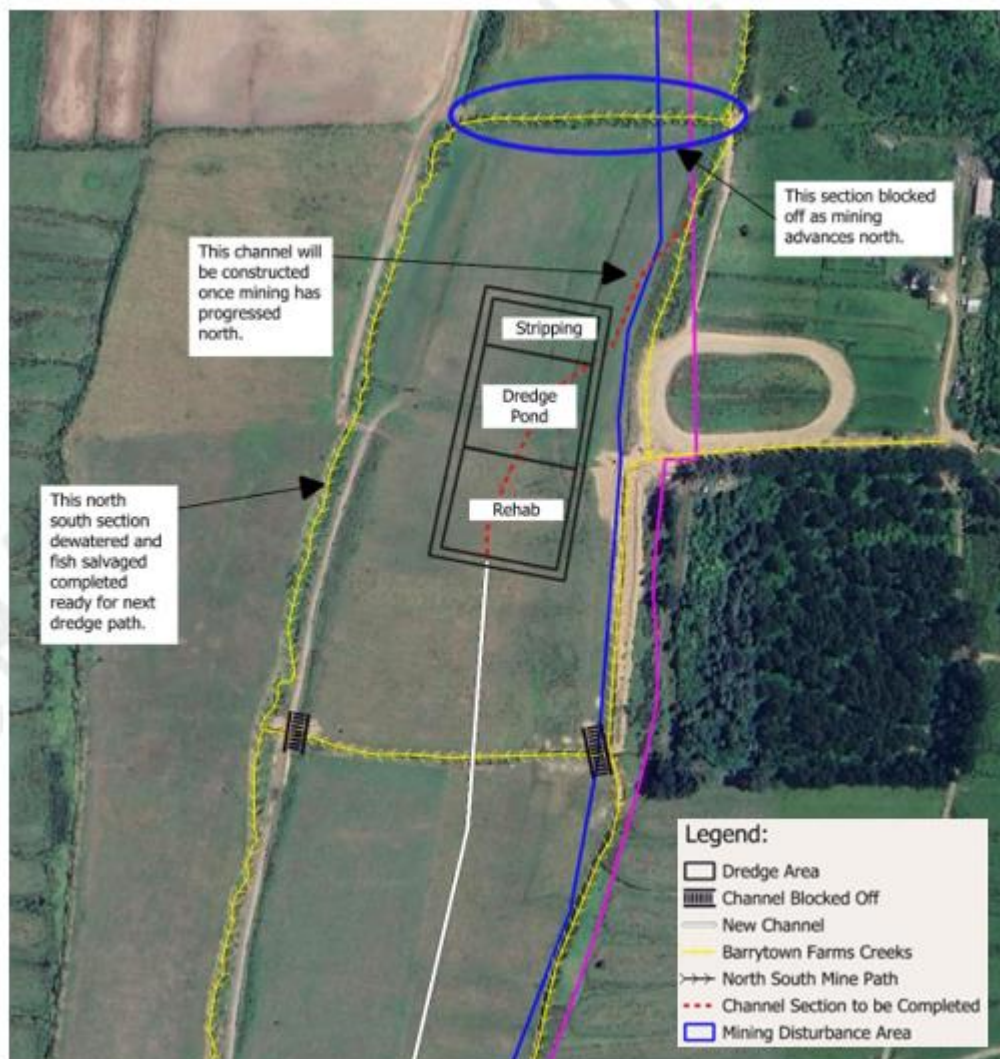 This section blocked
off as mining
advances north.
This channel will
be constructed
once mining has
progressed
north.
Stripping
Dredge
Pond
Rehab
This north
south section
dewatered and
fish salvaged
completed
ready for next
dredge path.
Legend:
Dredge Area
Channel Blocked Off
New Channel
Barrytown Farms Creeks
North South Mine Path
Channel Section to be Completed
Mining Disturbance Area